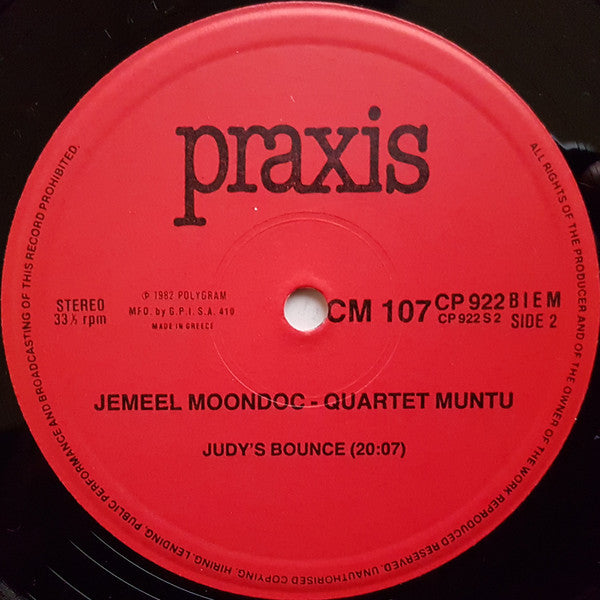 praxis
STEREO
33⅓ rpm
℗ 1982 POLYGRAM
MFD. by G.P.I.S.A. 410
MADE IN GREECE
CM 107
CP 922
CP 922 S 2
BIEM
SIDE 2
JEMEEL MOONDOC - QUARTET MUNTU
JUDY'S BOUNCE (20:07)
ALL RIGHTS OF THE PRODUCER AND OF THE OWNER OF THE WORK REPRODUCED RESERVED. UNAUTHORISED COPYING, HIRING, LENDING, PUBLIC PERFORMANCE AND BROADCASTING OF THIS RECORD PROHIBITED.